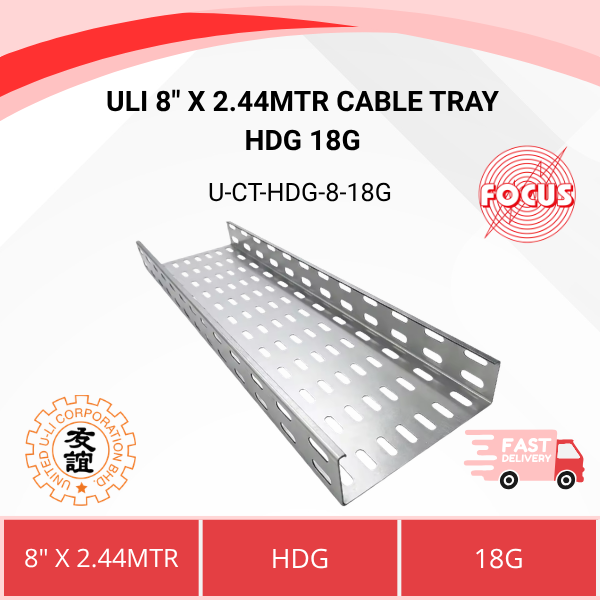 ULI 8" X 2.44MTR CABLE TRAY
HDG 18G
U-CT-HDG-8-18G
FOCUS
UNITED U-LI CORPORATION BHD.
友
誼
FAST
DELIVERY
8" X 2.44MTR
HDG
18G